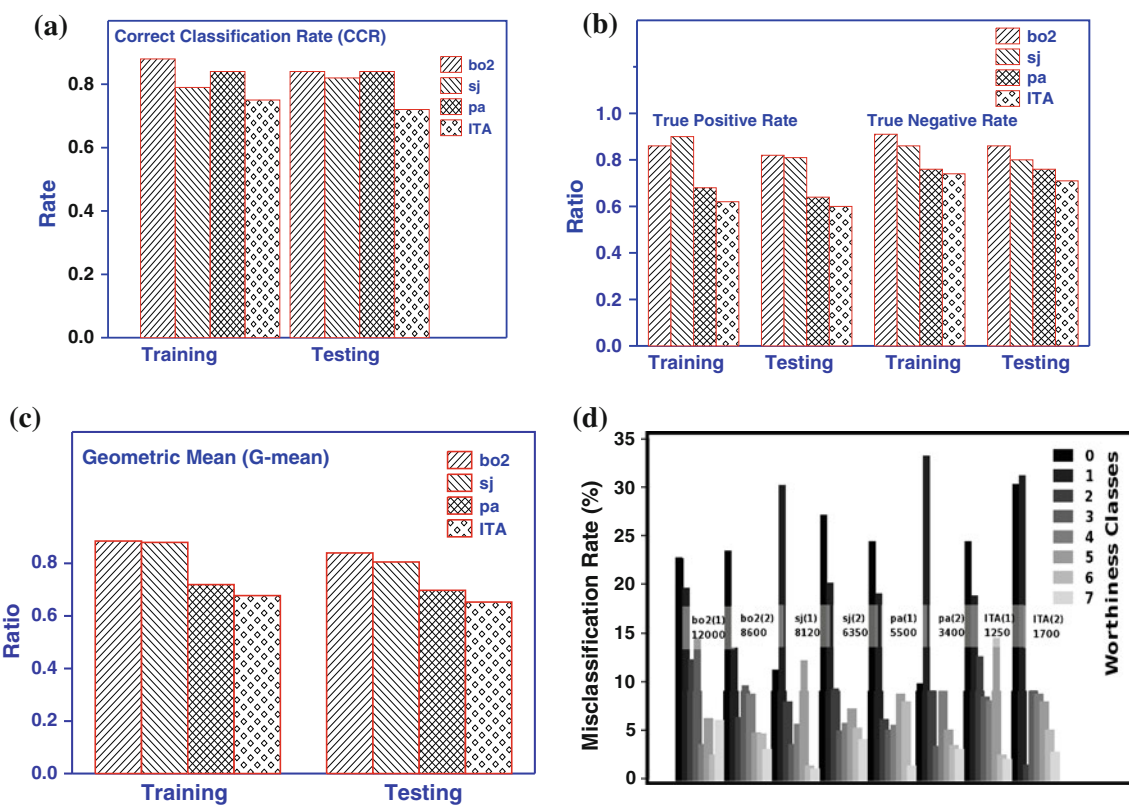 (a)
Correct Classification Rate (CCR)
bo2
sj
pa
ITA
0.8
0.6
0.4
0.2
0.0
Rate
Training
Testing
(b)
bo2
sj
pa
ITA
True Positive Rate
True Negative Rate
1.0
0.8
0.6
0.4
0.2
0.0
Ratio
Training
Testing
Training
Testing
(c)
Geometric Mean (G-mean)
bo2
sj
pa
ITA
0.8
0.6
0.4
0.2
0.0
Ratio
Training
Testing
(d)
35
30
25
20
15
10
5
0
Misclassification Rate (%)
0
1
2
3
4
5
6
7
Worthiness Classes
bo2(1)
12000
bo2(2)
8600
sj(1)
8120
sj(2)
6350
pa(1)
5500
pa(2)
3400
ITA(1)
1250
ITA(2)
1700